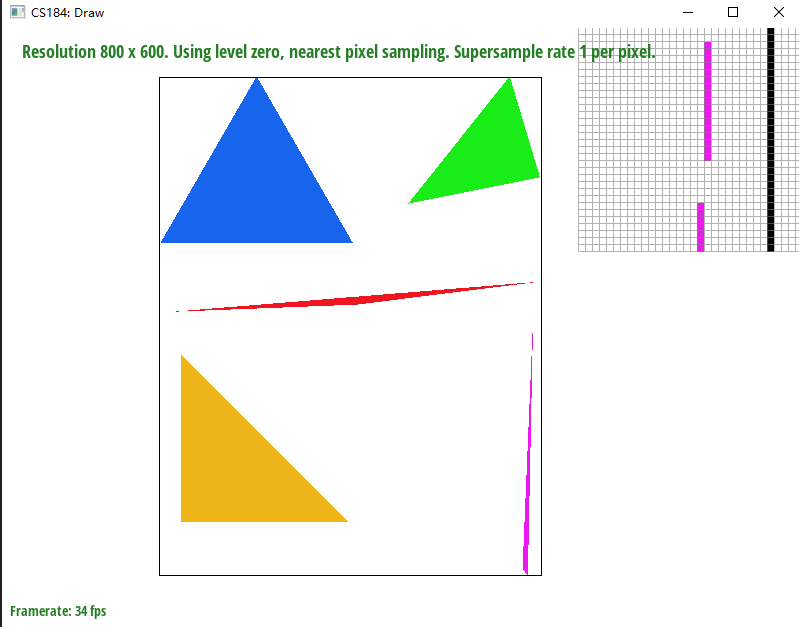 CS184: Draw
Resolution 800 x 600. Using level zero, nearest pixel sampling. Supersample rate 1 per pixel.
Framerate: 34 fps